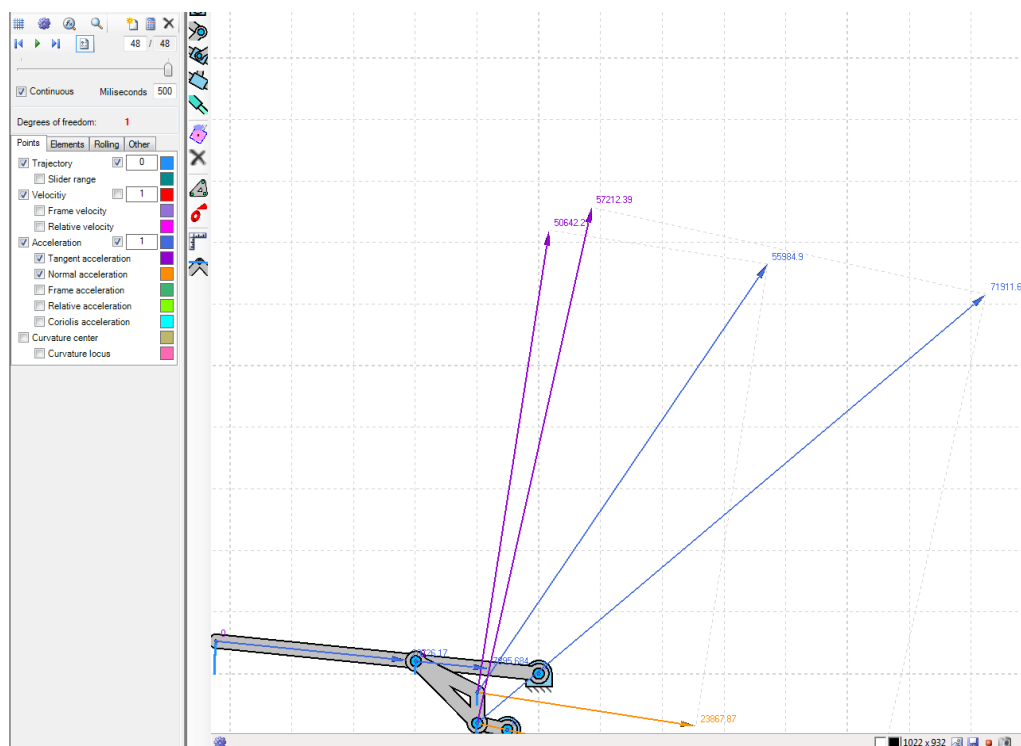 48 / 48
Continuous Miliseconds 500
Degrees of freedom: 1
Points Elements Rolling Other
Trajectory 0
Slider range
Velocitiy 1
Frame velocity
Relative velocity
Acceleration 1
Tangent acceleration
Normal acceleration
Frame acceleration
Relative acceleration
Coriolis acceleration
Curvature center
Curvature locus
57212.39
50642.2
55984.9
71911.6
0
23867.87
1022 x 932